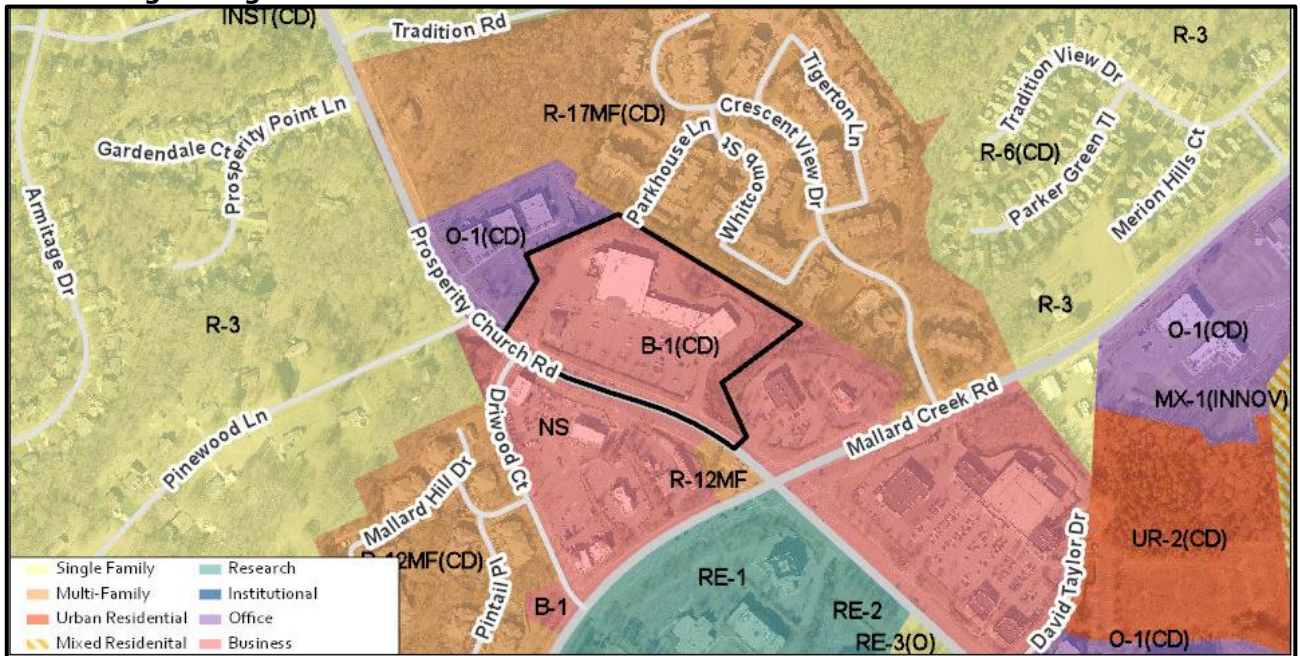 INST(CD)
Tradition Rd
R-3
Tradition View Dr
Tigerton Ln
R-17MF(CD)
Crescent View Dr
Parkhouse Ln
Whitcomb St
Prosperity Point Ln
Gardendale Ct
R-6(CD)
Parker Green Tl
Merion Hills Ct
Armitage Dr
O-1(CD)
Prosperity Church Rd
R-3
R-3
O-1(CD)
B-1(CD)
MX-1(INNOV)
Mallard Creek Rd
Driwood Ct
NS
Pinewood Ln
R-12MF
Mallard Hill Dr
UR-2(CD)
12MF(CD)
Pintail Pl
RE-1
B-1
RE-2
RE-3(O)
David Taylor Dr
O-1(CD)
Single Family
Research
Multi-Family
Institutional
Urban Residential
Office
Mixed Residenital
Business